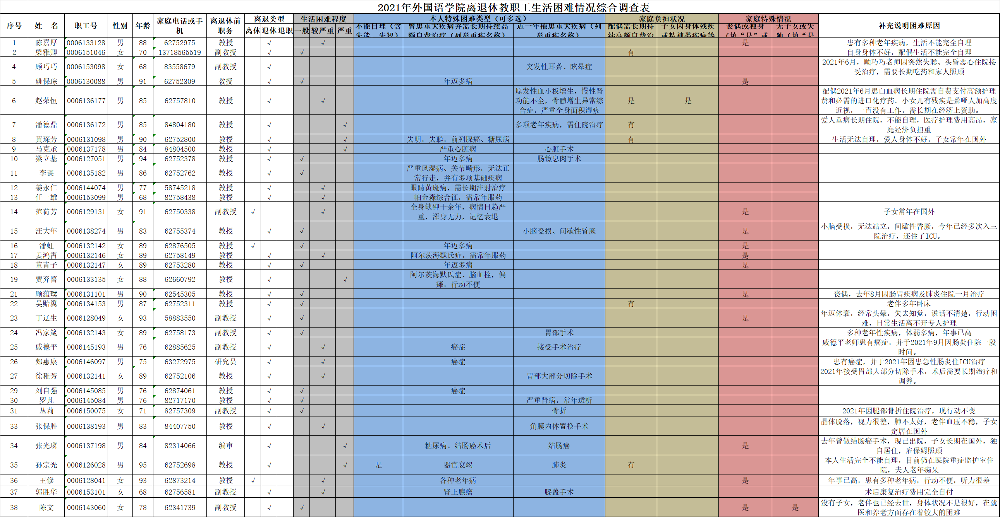 2021年外国语学院离退休教职工生活困难情况综合调查表
序号 姓 名 职工号 性别 年龄 家庭电话或手机 离退休前职务 离退类型 生活困难程度 本人特殊困难类型（可多选） 家庭负担状况 家庭特殊情况 补充说明困难原因
离休 退休 退职 一般 较严重 严重 不能自理（含失能、失智） 曾患重大疾病并需长期持续高额自费治疗（列举重疾名称） 近一年罹患重大疾病（列举重疾名称） 配偶需长期持续高额自费治 子女因身体残疾或精神类疾病等 丧偶或独身（填“是”或 无子女或失独（填“是
1 陈嘉厚 0006133128 男 88 62752975 教授 √ √ 是 患有多种老年疾病，生活不能完全自理
2 梁雅卿 0006151046 女 70 13718565519 副教授 √ √ 有 自身身体不好，配偶生活不能完全自理
4 顾巧巧 0006153098 女 68 83558679 副教授 √ 突发性耳聋、眩晕症 2021年6月，顾巧巧老师因突然失聪、头昏恶心住院接受治疗，需要长期吃药和家人照顾
5 姚保琮 0006130088 男 91 62752309 教授 √ √ 年迈多病 是
6 赵荣恒 0006136177 男 85 62757810 教授 √ √ 原发性血小板增生，慢性肾功能不全，骨髓增生异常综合症，严重全身面积湿疹 是 是 配偶2021年6月患白血病长期住院需自费支付高额护理费和必需的进口化疗药。小女儿有残疾是聋哑人加高度近视，一直没有工作，需长期在经济上资助。
7 潘德鼎 0006136172 男 85 84804180 教授 √ √ 多项老年疾病，需住院治疗 有 爱人重病长期住院，不能自理，医疗护理费用高昂，家庭经济负担重
8 黄琛芳 0006131098 男 90 62752800 教授 √ √ 失明，失聪，前列腺癌、糖尿病 有 生活无法自理，爱人身体不好，子女常年在国外
9 马克承 0006137178 男 84 84804500 教授 √ √ 严重心脏病 心脏手术
10 梁立基 0006127051 男 94 62752378 教授 √ √ 年迈多病 肠镜息肉手术
11 李谋 0006135182 男 86 62752762 教授 √ √ 严重风湿病、关节畸形，无法正常行走，并有多项基础疾病
12 姜永仁 0006144074 男 77 58745218 教授 √ √ 眼睛黄斑病，需长期注射治疗
13 任一雄 0006153099 男 68 82758438 教授 √ √ 帕金森综合征，需常年服药
14 范荷芳 0006129131 女 91 62750338 副教授 √ √ 全身缺钾十余年，病情日趋严重，浑身无力，记忆衰退 是 子女常年在国外
15 汪大年 0006138274 男 83 62755374 教授 √ √ 小脑受损、间歇性昏厥 是 小脑受损，无法站立，间歇性昏厥，今年已经多次入三院治疗，还住了ICU。
16 潘虹 0006132142 女 89 62876505 教授 √ √ 年迈多病 是
17 姜鸿霄 0006132146 女 89 62758149 教授 √ √ 阿尔茨海默氏症，需常年服药 是
18 董青子 0006132147 女 89 62753280 教授 √ √ 年迈多病 是
19 贾弃瞥 0006133135 女 88 62660792 教授 √ √ 阿尔茨海默氏症、脑血栓，偏瘫，行动不便
21 顾蕴璞 0006131101 男 90 62545305 教授 √ √ 是 丧偶，去年8月因肠胃疾病及肺炎住院一月治疗
22 吴贻翼 0006134153 男 87 62752311 教授 √ √ 有 老伴多年卧床
23 丁辽生 0006128049 女 93 58883550 副教授 √ √ 是 年迈体衰，经常头晕，失去知觉，说话不清楚，行动困难，日常生活离不开专人护理
24 冯家箴 0006132143 女 89 62758173 副教授 √ √ 胃部手术 多种老年性疾病，体弱多病，年事已高
25 戚德平 0006145193 男 76 62885625 副教授 √ √ 癌症 接受手术治疗 戚德平老师患有癌症，并于2021年9月因肠炎住院一段时间。
26 郏惠康 0006146097 男 75 63272975 研究员 √ √ 癌症 患有癌症，并于2021年因患急性肠炎住ICU治疗
27 徐稚芳 0006132141 女 89 62752106 教授 √ √ 胃部大部分切除手术 2021年接受胃部大部分切除手术，术后需要长期治疗和调养。
29 刘自强 0006145085 男 76 62874061 教授 √ √ 癌症
30 罗芃 0006145084 男 76 82717170 教授 √ √ 严重肾病，常年透析
31 丛莉 0006150075 女 71 82757309 副教授 √ √ 骨折 2021年因腿部骨折住院治疗，现行动不变
33 张保胜 0006138193 男 83 84407750 教授 √ √ 角膜内体置换手术 晶体脱落，视力很差，肺不太好，老伴血压不稳，子女定居在国外
34 张光璘 0006137198 男 84 82314066 编审 √ √ 糖尿病、结肠癌术后 结肠癌 是 去年曾做结肠癌手术，现已出院，子女长期在国外，独自居住，雇保姆照顾
35 孙宗光 0006126028 男 95 62752698 教授 √ √ 是 器官衰竭 肺炎 有 本人生活完全不能自理，目前仍在医院重症监护室住院，夫人老年痴呆
36 王修 0006128041 女 93 62873214 教授 √ √ 各种老年病 是 年事已高，患有多种老年病，行动不便，听力很差
37 郭胜华 0006153101 女 68 62756581 副教授 √ √ 肾上腺瘤 膝盖手术 术后康复治疗费用完全自付
38 陈文 0006143060 女 78 62341739 副教授 √ √ 是 是 没有子女，老伴也已经去世，身体状况不是很好，在就医和养老方面存在着较大的困难